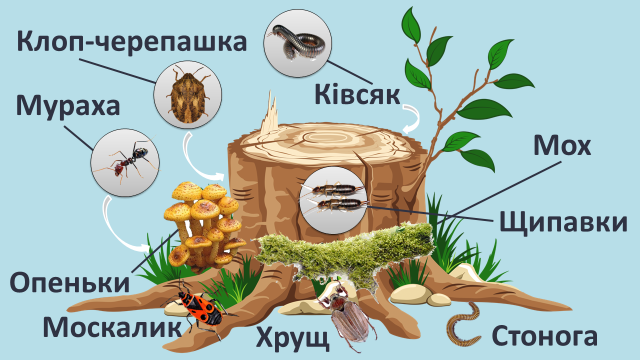 Клоп-черепашка
Ківсяк
Мураха
Мох
Щипавки
Опеньки
Москалик
Хрущ
Стонога